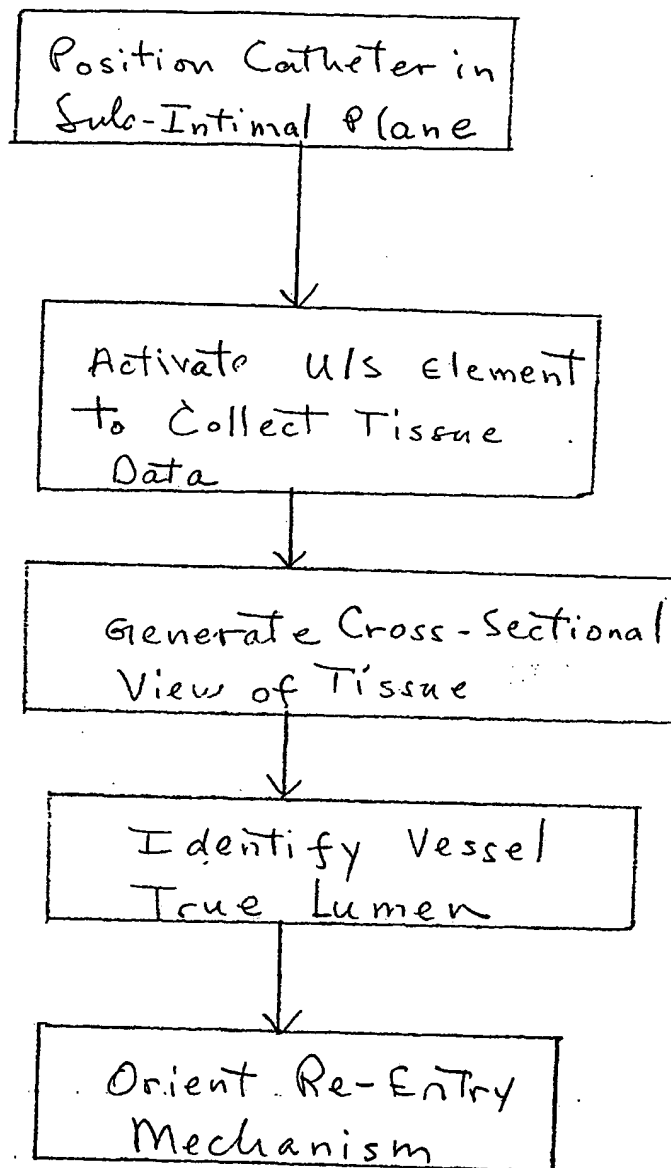 Position Catheter in
Sub-Intimal Plane
Activate U/S Element
to Collect Tissue
Data
Generate Cross-Sectional
View of Tissue
Identify Vessel
True Lumen
Orient Re-Entry
Mechanism